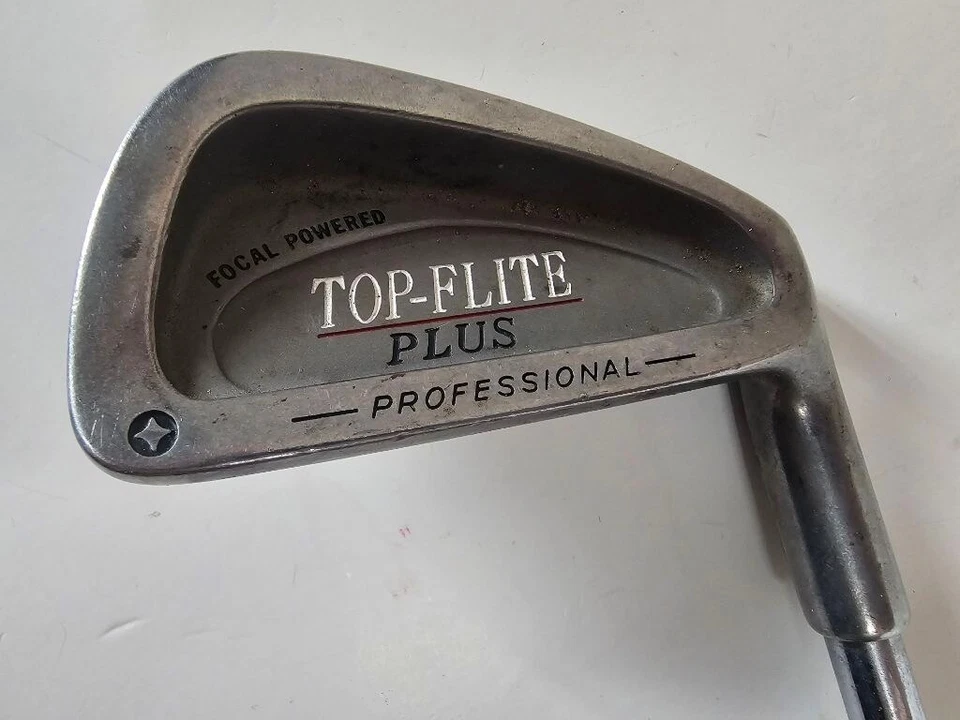 FOCAL POWERED
TOP-FLITE
PLUS
— PROFESSIONAL —